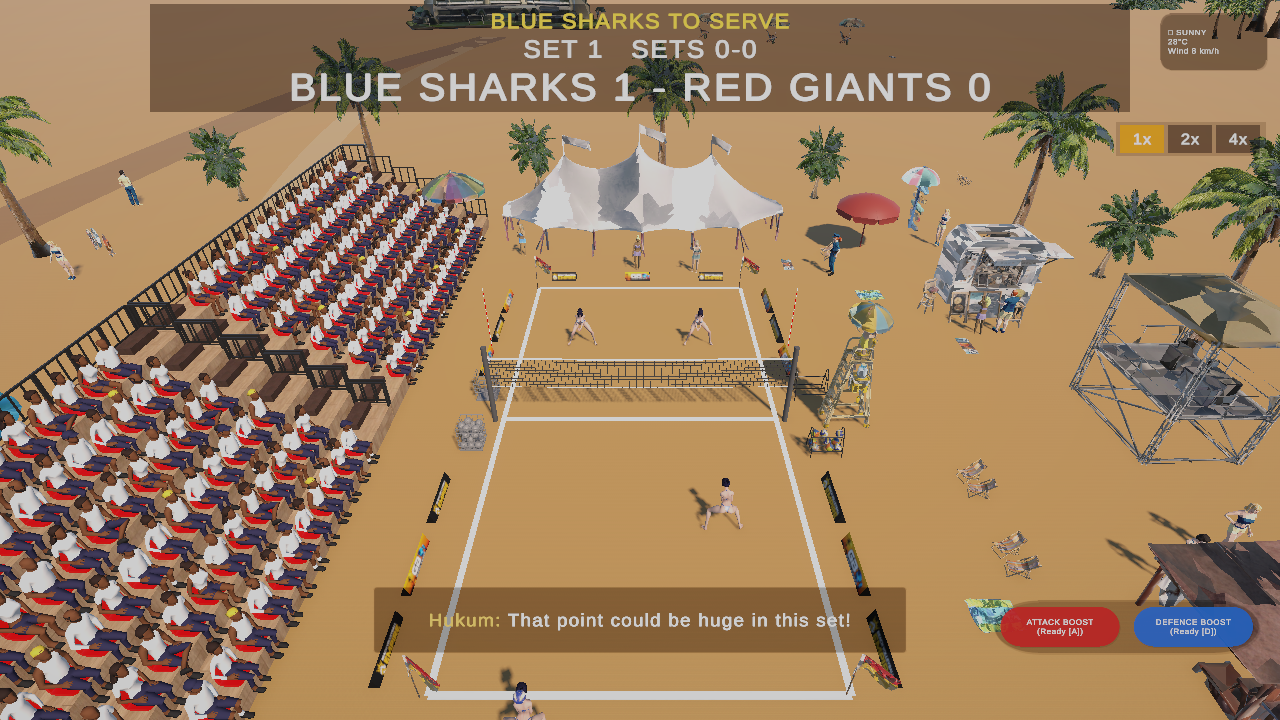 BLUE SHARKS TO SERVE
SET 1 SETS 0-0
BLUE SHARKS 1 - RED GIANTS 0
SUNNY
28°C
Wind 8 km/h
1x 2x 4x
Hukum: That point could be huge in this set!
ATTACK BOOST
(Ready [A])
DEFENCE BOOST
(Ready [D])